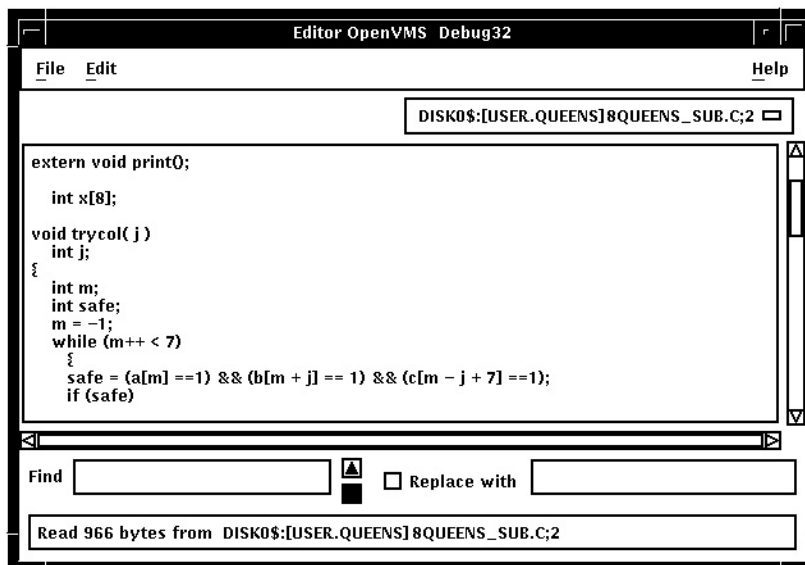 Editor OpenVMS Debug32
File Edit Help
DISK0$:[USER.QUEENS]8QUEENS_SUB.C;2
extern void print();
int x[8];
void trycol( j )
int j;
{
int m;
int safe;
m = −1;
while (m++ < 7)
{
safe = (a[m] ==1) && (b[m + j] == 1) && (c[m − j + 7] ==1);
if (safe)
Find Replace with
Read 966 bytes from DISK0$:[USER.QUEENS]8QUEENS_SUB.C;2